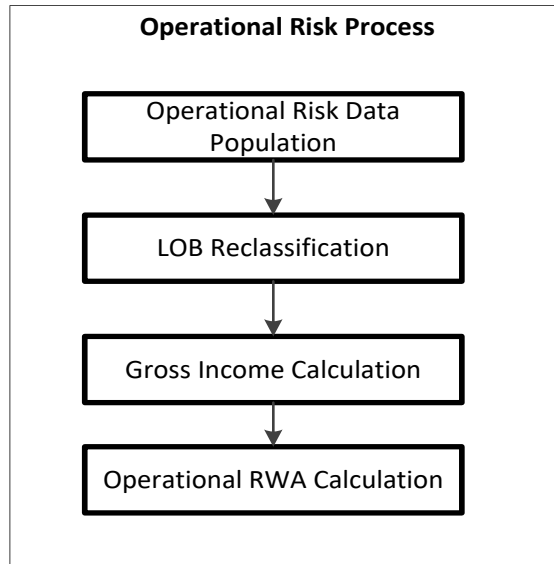 Operational Risk Process
Operational Risk Data
Population
LOB Reclassification
Gross Income Calculation
Operational RWA Calculation